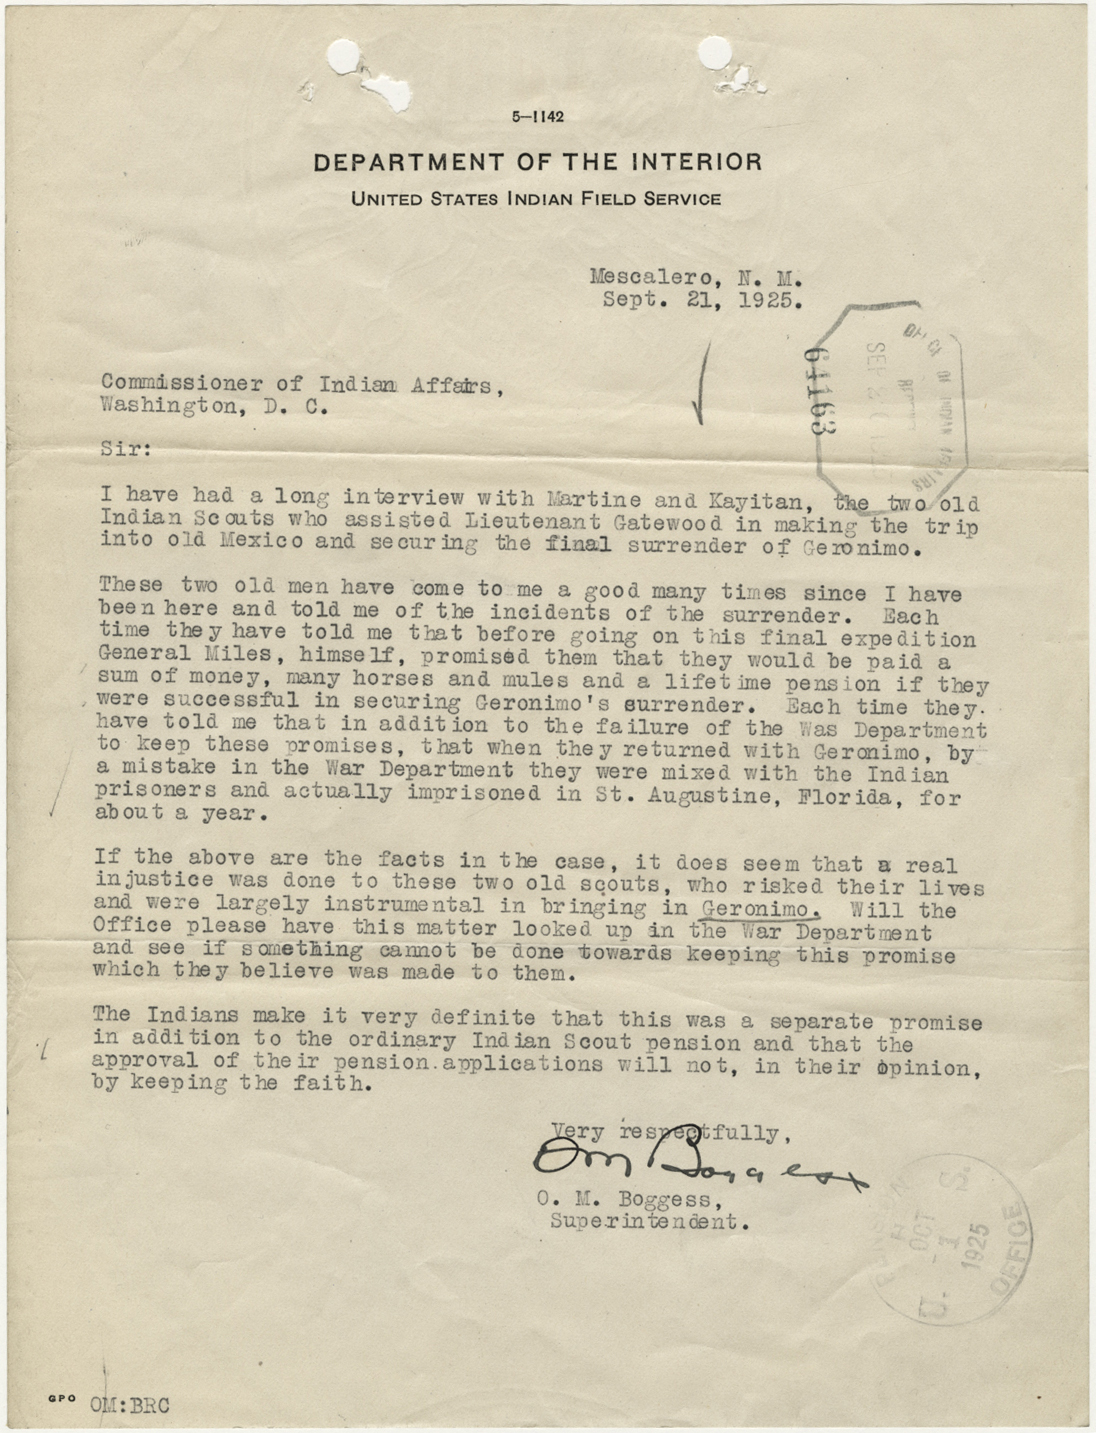 5—1142
DEPARTMENT OF THE INTERIOR
UNITED STATES INDIAN FIELD SERVICE
Mescalero, N. M.
Sept. 21, 1925.
64163
SEP 2
Commissioner of Indian Affairs,
Washington, D. C.
Sir:
I have had a long interview with Martine and Kayitan, the two old
Indian Scouts who assisted Lieutenant Gatewood in making the trip
into old Mexico and securing the final surrender of Geronimo.
These two old men have come to me a good many times since I have
been here and told me of the incidents of the surrender. Each
time they have told me that before going on this final expedition
General Miles, himself, promised them that they would be paid a
sum of money, many horses and mules and a lifetime pension if they
were successful in securing Geronimo's surrender. Each time they.
have told me that in addition to the failure of the Was Department
to keep these promises, that when they returned with Geronimo, by
a mistake in the War Department they were mixed with the Indian
prisoners and actually imprisoned in St. Augustine, Florida, for
about a year.
If the above are the facts in the case, it does seem that a real
injustice was done to these two old scouts, who risked their lives
and were largely instrumental in bringing in Geronimo. Will the
Office please have this matter looked up in the War Department
and see if something cannot be done towards keeping this promise
which they believe was made to them.
The Indians make it very definite that this was a separate promise
in addition to the ordinary Indian Scout pension and that the
approval of their pension.applications will not, in their opinion,
by keeping the faith.
Very respectfully,
OM Boggess
O. M. Boggess,
Superintendent.
U. S.
OCT
1
1925
OFFICE
GPO OM:BRC